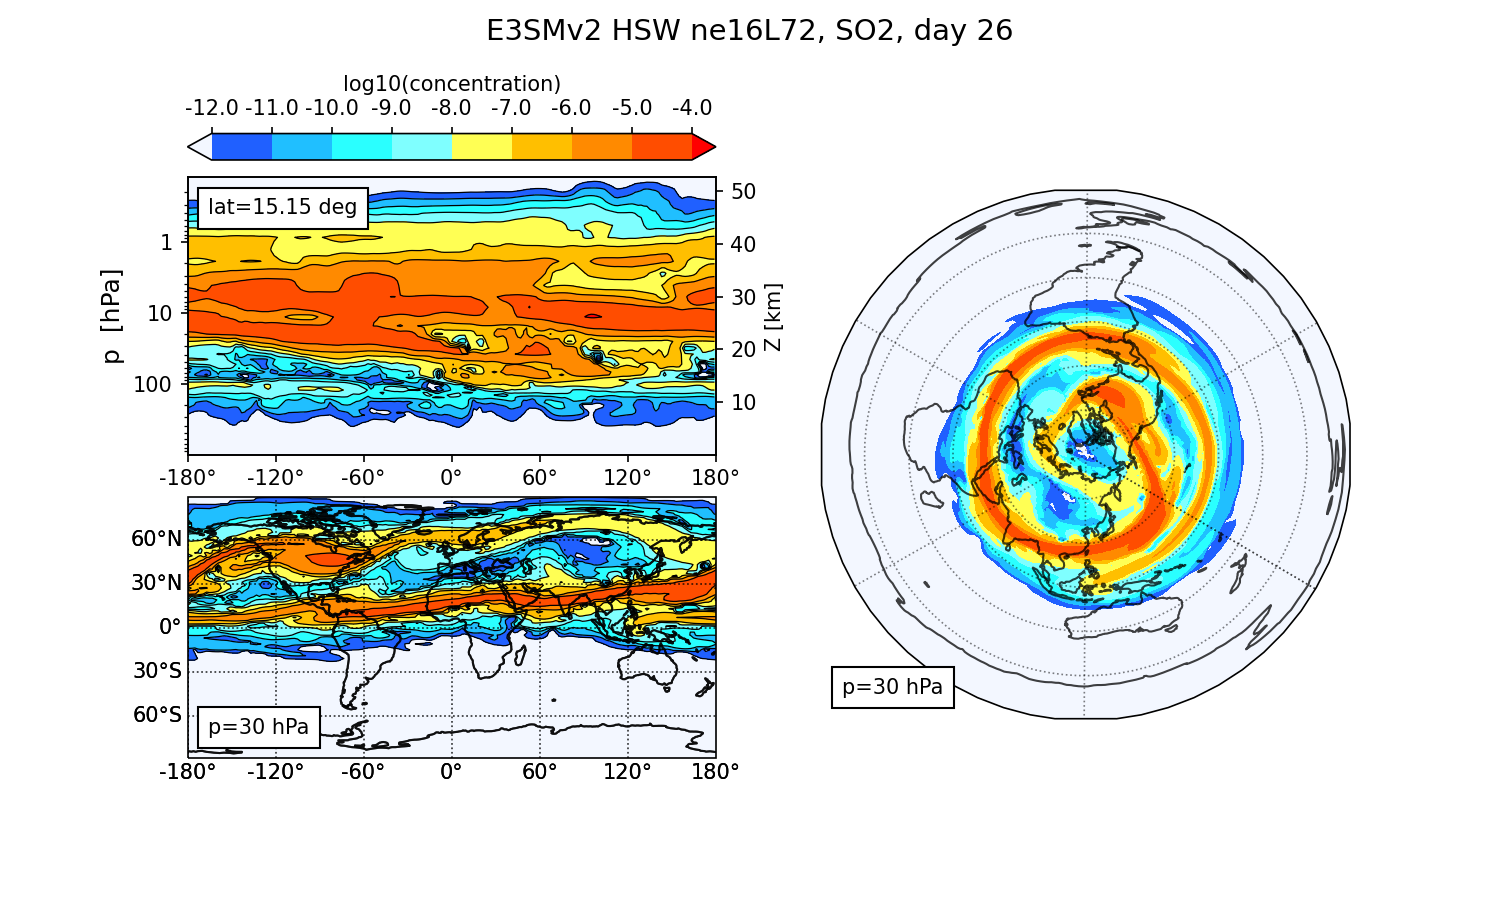 E3SMv2 HSW ne16L72, SO2, day 26
log10(concentration)
-12.0 -11.0 -10.0 -9.0 -8.0 -7.0 -6.0 -5.0 -4.0
lat=15.15 deg
p [hPa]
1
10
100
50
40
30
20
10
Z [km]
-180° -120° -60° 0° 60° 120° 180°
60°N
30°N
0°
30°S
60°S
p=30 hPa
-180° -120° -60° 0° 60° 120° 180°
p=30 hPa